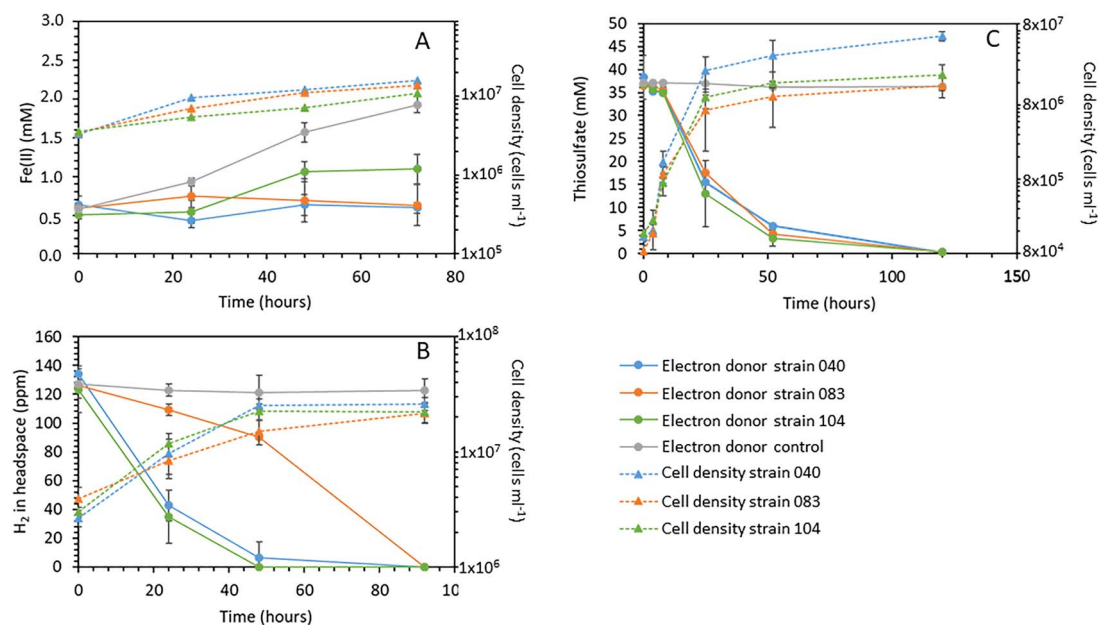 A
3.0
2.5
2.0
1.5
1.0
0.5
0.0
Fe(II) (mM)
1x10⁷
1x10⁶
1x10⁵
Cell density (cells ml⁻¹)
0 20 40 60 80
Time (hours)
C
50
45
40
35
30
25
20
15
10
5
0
Thiosulfate (mM)
8x10⁷
8x10⁶
8x10⁵
8x10⁴
Cell density (cells ml⁻¹)
0 50 100 150
Time (hours)
B
160
140
120
100
80
60
40
20
0
H₂ in headspace (ppm)
1x10⁸
1x10⁷
1x10⁶
Cell density (cells ml⁻¹)
0 20 40 60 80 10
Time (hours)
Electron donor strain 040
Electron donor strain 083
Electron donor strain 104
Electron donor control
Cell density strain 040
Cell density strain 083
Cell density strain 104